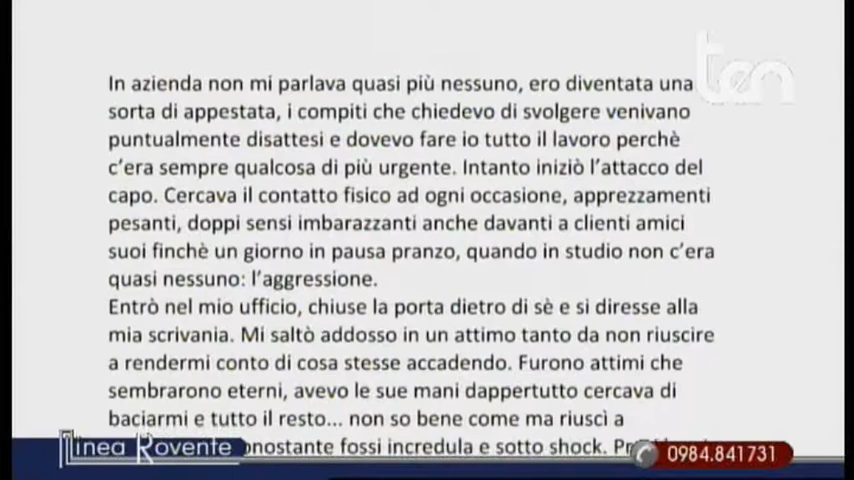 ten
In azienda non mi parlava quasi più nessuno, ero diventata una
sorta di appestata, i compiti che chiedevo di svolgere venivano
puntualmente disattesi e dovevo fare io tutto il lavoro perchè
c'era sempre qualcosa di più urgente. Intanto iniziò l'attacco del
capo. Cercava il contatto fisico ad ogni occasione, apprezzamenti
pesanti, doppi sensi imbarazzanti anche davanti a clienti amici
suoi finchè un giorno in pausa pranzo, quando in studio non c'era
quasi nessuno: l'aggressione.
Entrò nel mio ufficio, chiuse la porta dietro di sè e si diresse alla
mia scrivania. Mi saltò addosso in un attimo tanto da non riuscire
a rendermi conto di cosa stesse accadendo. Furono attimi che
sembrarono eterni, avevo le sue mani dappertutto cercava di
baciarmi e tutto il resto... non so bene come ma riuscì a
onostante fossi incredula e sotto shock.
Linea Rovente
0984.841731